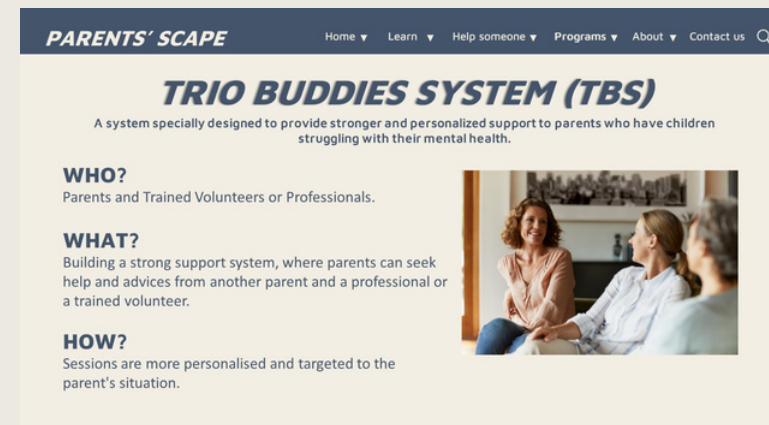 PARENTS' SCAPE
Home ▼ Learn ▼ Help someone ▼ Programs ▼ About ▼ Contact us
TRIO BUDDIES SYSTEM (TBS)
A system specially designed to provide stronger and personalized support to parents who have children
struggling with their mental health.
WHO?
Parents and Trained Volunteers or Professionals.
WHAT?
Building a strong support system, where parents can seek
help and advices from another parent and a professional or
a trained volunteer.
HOW?
Sessions are more personalised and targeted to the
parent's situation.